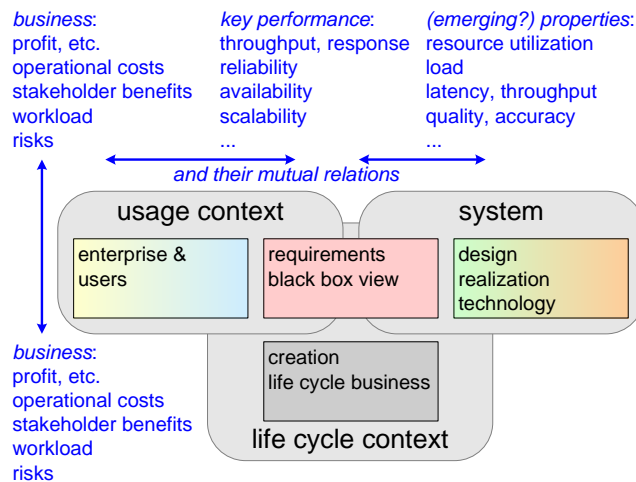 business:
profit, etc.
operational costs
stakeholder benefits
workload
risks
key performance:
throughput, response
reliability
availability
scalability
...
(emerging?) properties:
resource utilization
load
latency, throughput
quality, accuracy
...
and their mutual relations
usage context
system
enterprise &
users
requirements
black box view
design
realization
technology
creation
life cycle business
life cycle context
business:
profit, etc.
operational costs
stakeholder benefits
workload
risks